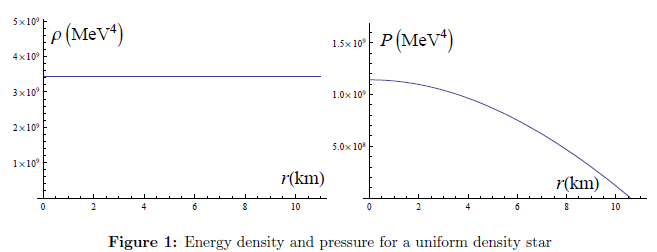 5×10⁹
ρ (MeV⁴)
4×10⁹
3×10⁹
2×10⁹
1×10⁹
r(km)
0 2 4 6 8 10
1.5×10⁹
P (MeV⁴)
1.0×10⁹
5.0×10⁸
r(km)
0 2 4 6 8 10
Figure 1: Energy density and pressure for a uniform density star